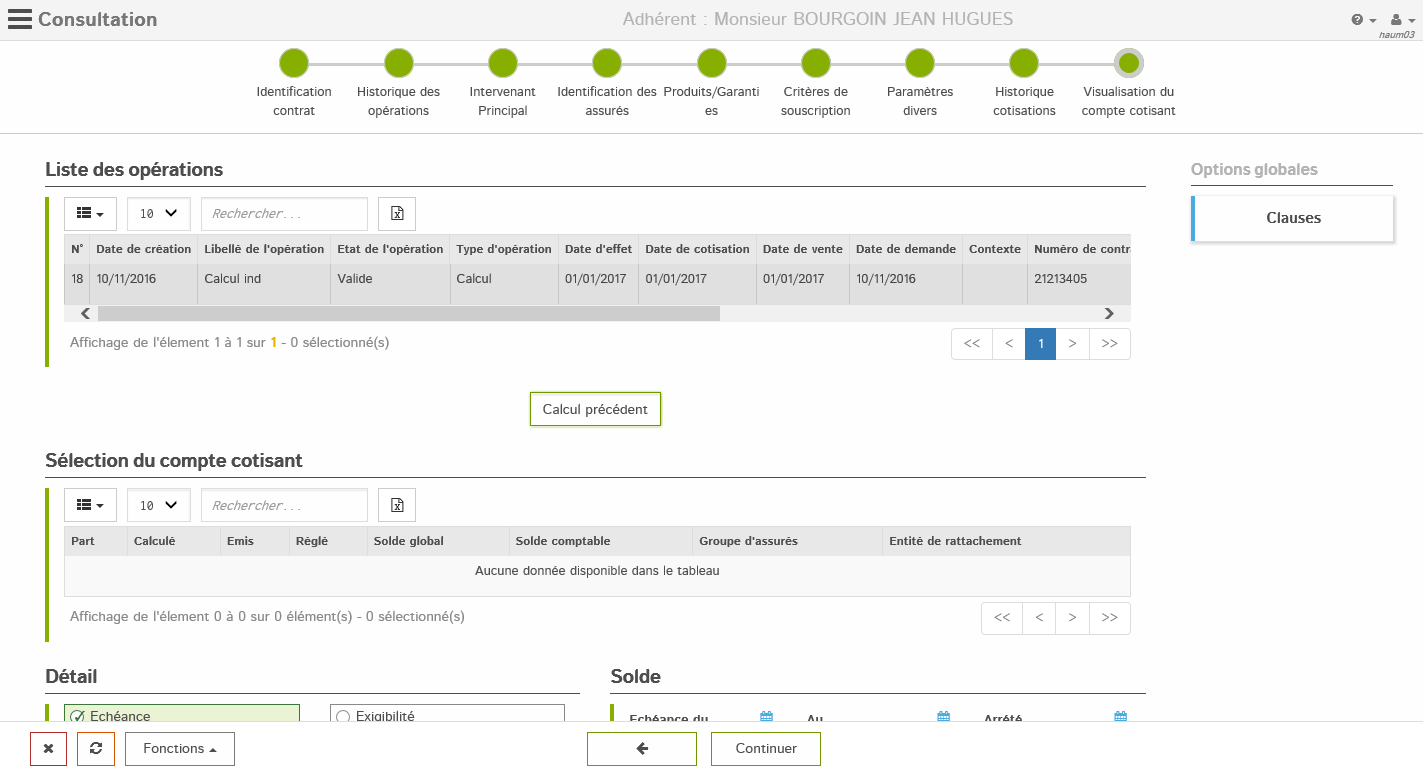 Consultation
Adhérent : Monsieur BOURGOIN JEAN HUGUES
haum03
Identification contrat
Historique des opérations
Intervenant Principal
Identification des assurés
Produits/Garanti es
Critères de souscription
Paramètres divers
Historique cotisations
Visualisation du compte cotisant
Liste des opérations
Options globales
Clauses
10 Rechercher...
N° Date de création Libellé de l'opération Etat de l'opération Type d'opération Date d'effet Date de cotisation Date de vente Date de demande Contexte Numéro de contr
18 10/11/2016 Calcul ind Valide Calcul 01/01/2017 01/01/2017 01/01/2017 10/11/2016 21213405
Affichage de l'élement 1 à 1 sur 1 - 0 sélectionné(s)
<< < 1 > >>
Calcul précédent
Sélection du compte cotisant
10 Rechercher...
Part Calculé Emis Réglé Solde global Solde comptable Groupe d'assurés Entité de rattachement
Aucune donnée disponible dans le tableau
Affichage de l'élement 0 à 0 sur 0 élément(s) - 0 sélectionné(s)
<< < > >>
Détail
Solde
Echéance
Exigibilité
Echéance du
Au
Arrêté
Fonctions
Continuer